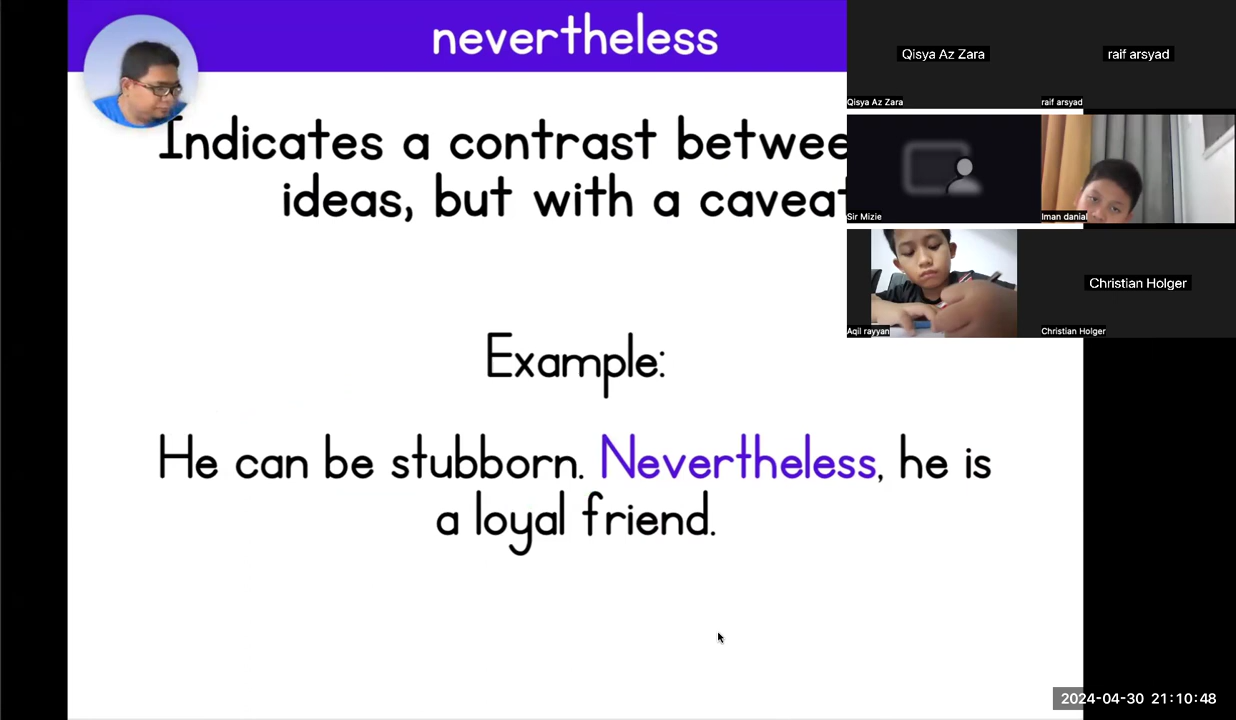 nevertheless
Indicates a contrast betwee
ideas, but with a caveat
Example:
He can be stubborn. Nevertheless, he is
a loyal friend.
Qisya Az Zara
raif arsyad
Qisya Az Zara
raif arsyad
Sir Mizie
Iman danial
Christian Holger
Aqil rayyan
Christian Holger
2024-04-30 21:10:48